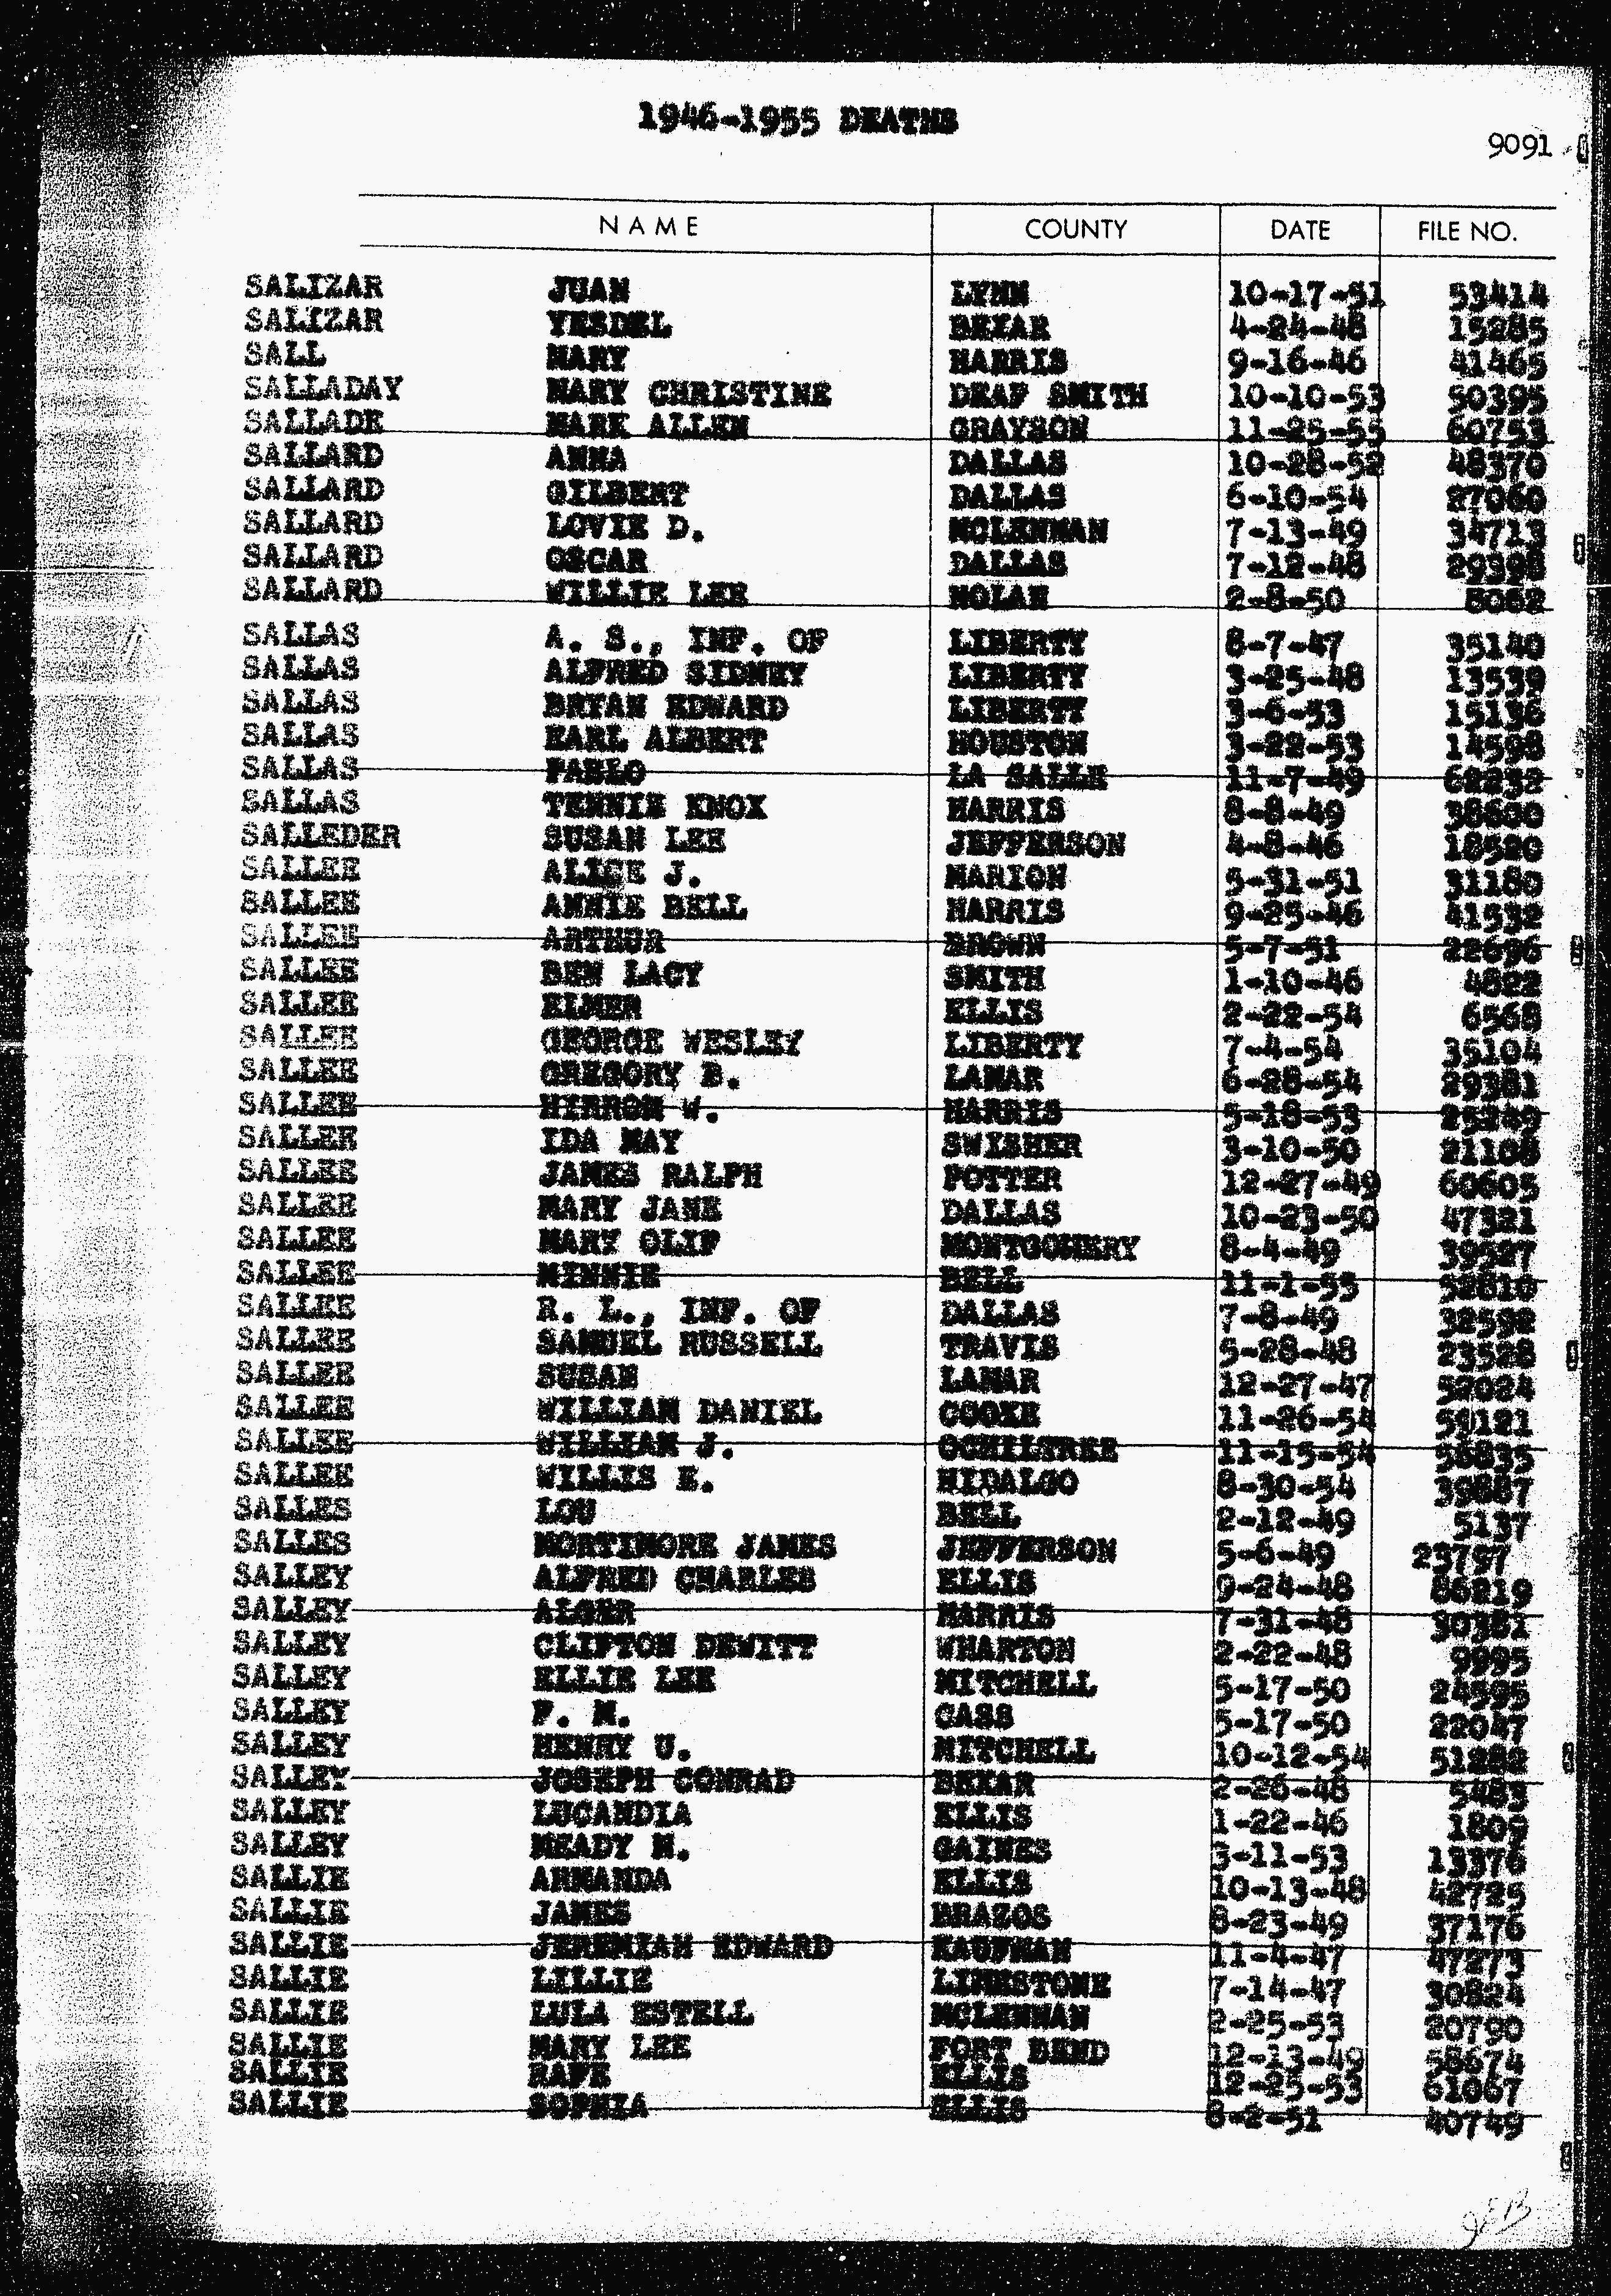 1946-1955 DEATHS
9091
NAME COUNTY DATE FILE NO.
SALIZAR JUAN LYNN 10-17-51 53414
SALIZAR YESDEL BEXAR 4-24-48 15285
SALL MARY HARRIS 9-16-46 41465
SALLADAY MARY CHRISTINE DEAF SMITH 10-10-53 50395
SALLADE MARK ALLEN GRAYSON 11-25-55 60753
SALLARD ANNA DALLAS 10-28-52 48370
SALLARD GILBERT DALLAS 6-10-54 27060
SALLARD LOVIE D. MCLENNAN 7-13-49 34713
SALLARD OSCAR DALLAS 7-12-48 29398
SALLARD WILLIE LEE NOLAN 2-8-50
SALLAS A. S., INF. OF LIBERTY 8-7-47 35140
SALLAS ALFRED SIDNEY LIBERTY 3-25-48 13539
SALLAS BRYAN EDWARD LIBERTY 3-6-53 15136
SALLAS EARL ALBERT HOUSTON 3-22-53 14598
SALLAS PABLO LA SALLE 11-7-49 62232
SALLAS TENNIE KNOX HARRIS 8-8-49 38600
SALLEDER SUSAN LEE JEFFERSON 4-8-46 18520
SALLEE ALICE J. MARION 5-31-51 31180
SALLEE ANNIE BELL HARRIS 9-25-46 41532
SALLEE ARTHUR BROWN 5-7-51 22696
SALLEE BEN LACY SMITH 1-10-46 4822
SALLEE ELMER ELLIS 2-22-54 6568
SALLEE GEORGE WESLEY LIBERTY 7-4-54 35104
SALLEE GREGORY B. LAMAR 6-28-54 29381
SALLEE HIRRON W. HARRIS 5-18-53 25249
SALLEE IDA MAY SWISHER 3-10-50 21108
SALLEE JAMES RALPH POTTER 12-27-49 60605
SALLEE MARY JANE DALLAS 10-23-50 47321
SALLEE MARY OLIF MONTGOMERY 8-4-49 39527
SALLEE MINNIE BELL 11-1-53 52810
SALLEE R. L., INF. OF DALLAS 7-8-49 32592
SALLEE SAMUEL RUSSELL TRAVIS 5-28-48 23528
SALLEE SUSAN LAMAR 12-27-47 52024
SALLEE WILLIAM DANIEL COOKE 11-26-54 59121
SALLEE WILLIAM J. OCHILTREE 11-15-54 56835
SALLEE WILLIS E. HIDALGO 8-30-54 39887
SALLES LOU BELL 2-12-49 5137
SALLES MORTIMORE JAMES JEFFERSON 5-6-49 23797
SALLEY ALFRED CHARLES ELLIS 9-24-48 86219
SALLEY ALGER HARRIS 7-31-48 30381
SALLEY CLIFTON DEWITT WHARTON 2-22-48 9995
SALLEY ELLIE LEE MITCHELL 5-17-50 24595
SALLEY F. M. CASS 5-17-50 22047
SALLEY HENRY U. MITCHELL 10-12-54 51282
SALLEY JOSEPH CONRAD BEXAR 2-26-48 5483
SALLEY LUCANDIA ELLIS 1-22-46 1809
SALLEY MEADY M. GAINES 3-11-53 13376
SALLIE ARMANDA ELLIS 10-13-48 42725
SALLIE JAMES BRAZOS 8-23-49 37176
SALLIE JEREMIAH EDWARD KAUFMAN 11-4-47 47273
SALLIE LILLIE LIMESTONE 7-14-47 30824
SALLIE LULA ESTELL MCLENNAN 2-25-53 20790
SALLIE MARY LEE FORT BEND 12-13-49 58674
SALLIE RAFE ELLIS 12-25-53 61067
SALLIE SOPHIA ELLIS 8-2-51 40749